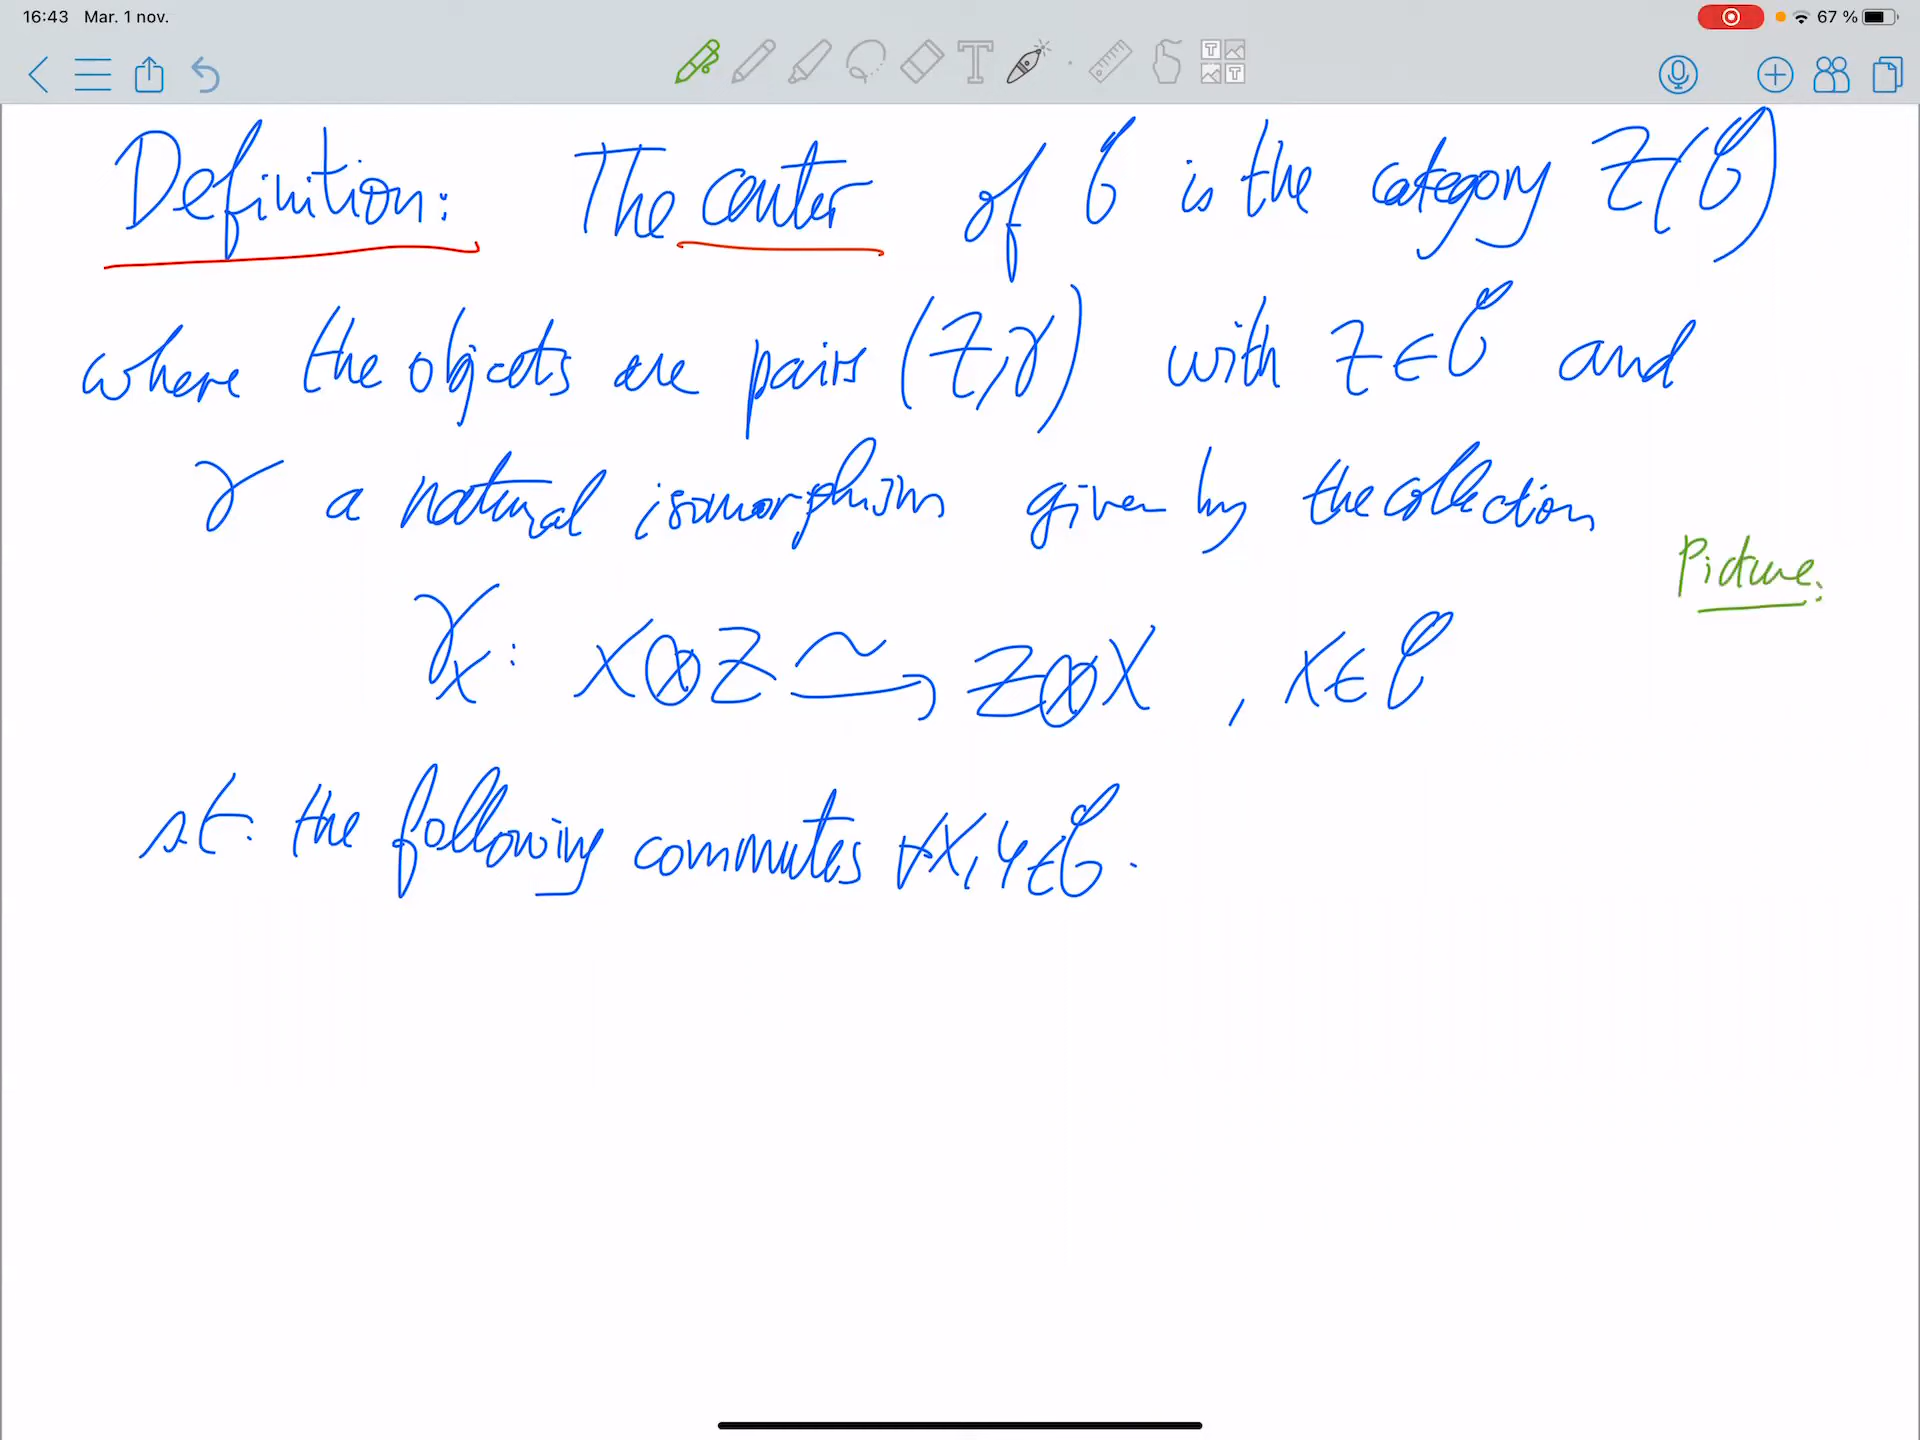 16:43 Mar. 1 nov. 67 %
Definition: The center of C is the category Z(C)
where the objects are pairs (Z,γ) with Z∈C and
γ a natural isomorphism given by the collection
Picture:
γ_X: X⊗Z ⥲ Z⊗X , X∈C
s.t. the following commutes ∀X,Y∈C.